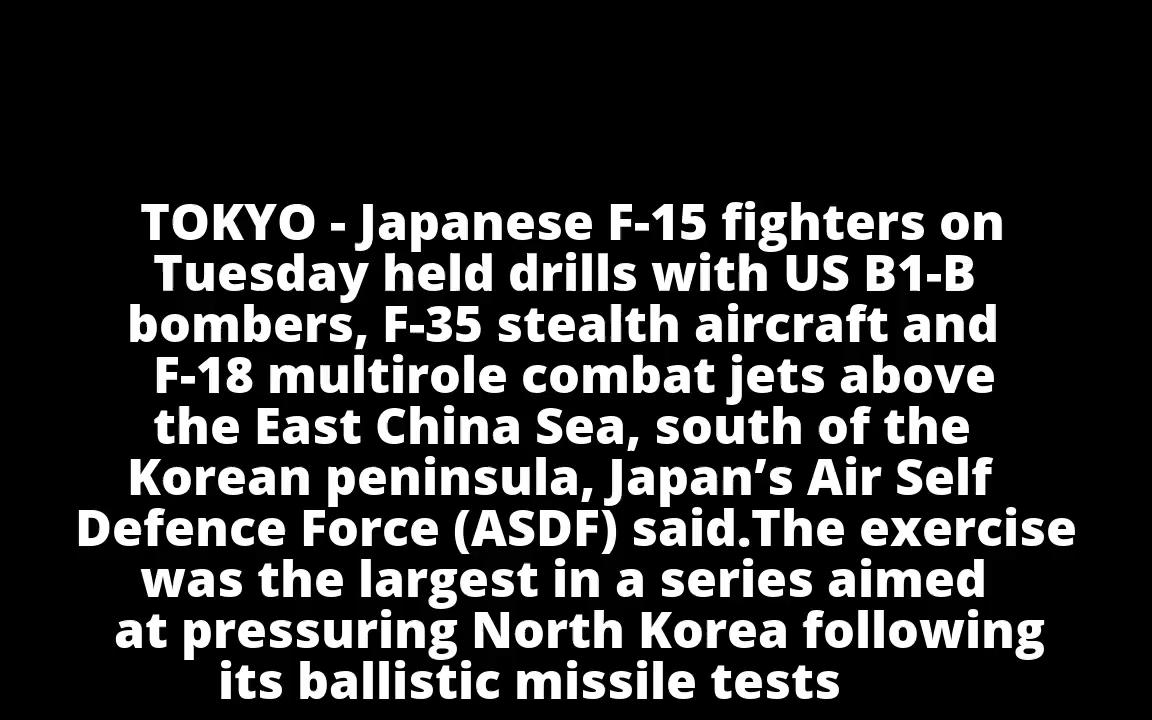 TOKYO - Japanese F-15 fighters on
Tuesday held drills with US B1-B
bombers, F-35 stealth aircraft and
F-18 multirole combat jets above
the East China Sea, south of the
Korean peninsula, Japan’s Air Self
Defence Force (ASDF) said.The exercise
was the largest in a series aimed
at pressuring North Korea following
its ballistic missile tests